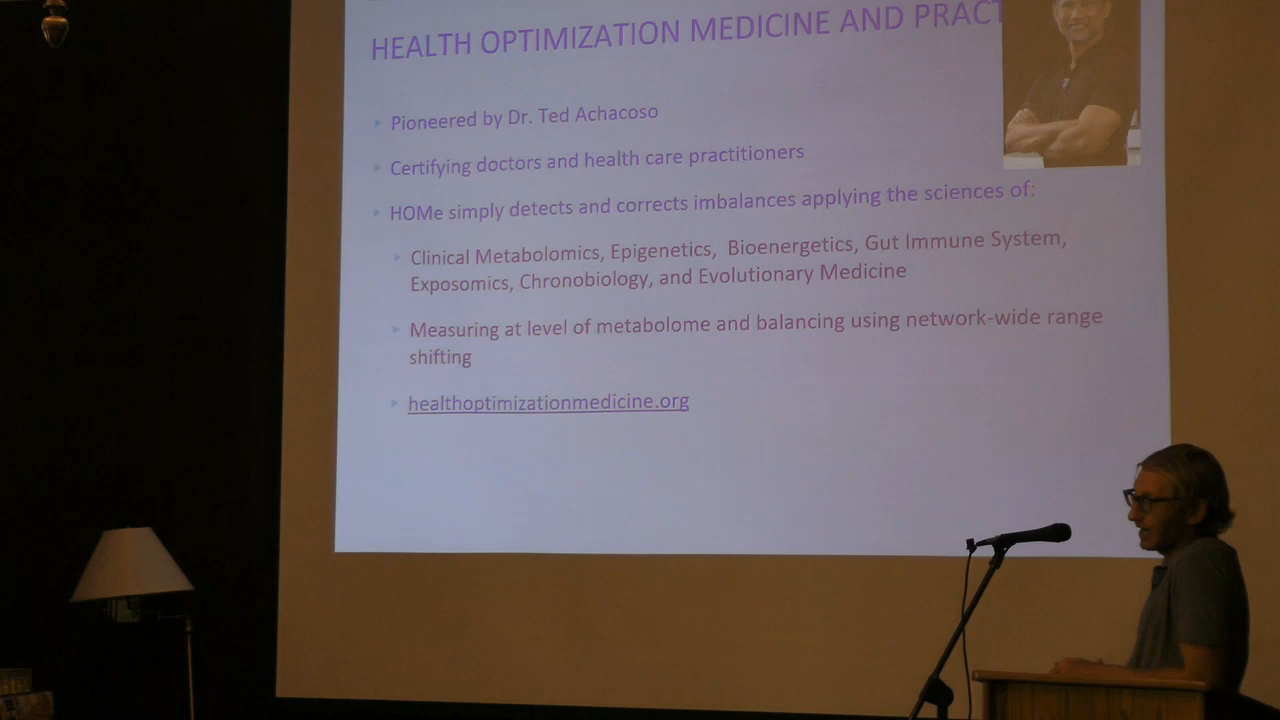 HEALTH OPTIMIZATION MEDICINE AND PRACT
Pioneered by Dr. Ted Achacoso
Certifying doctors and health care practitioners
HOMe simply detects and corrects imbalances applying the sciences of:
Clinical Metabolomics, Epigenetics, Bioenergetics, Gut Immune System,
Exposomics, Chronobiology, and Evolutionary Medicine
Measuring at level of metabolome and balancing using network-wide range
shifting
healthoptimizationmedicine.org